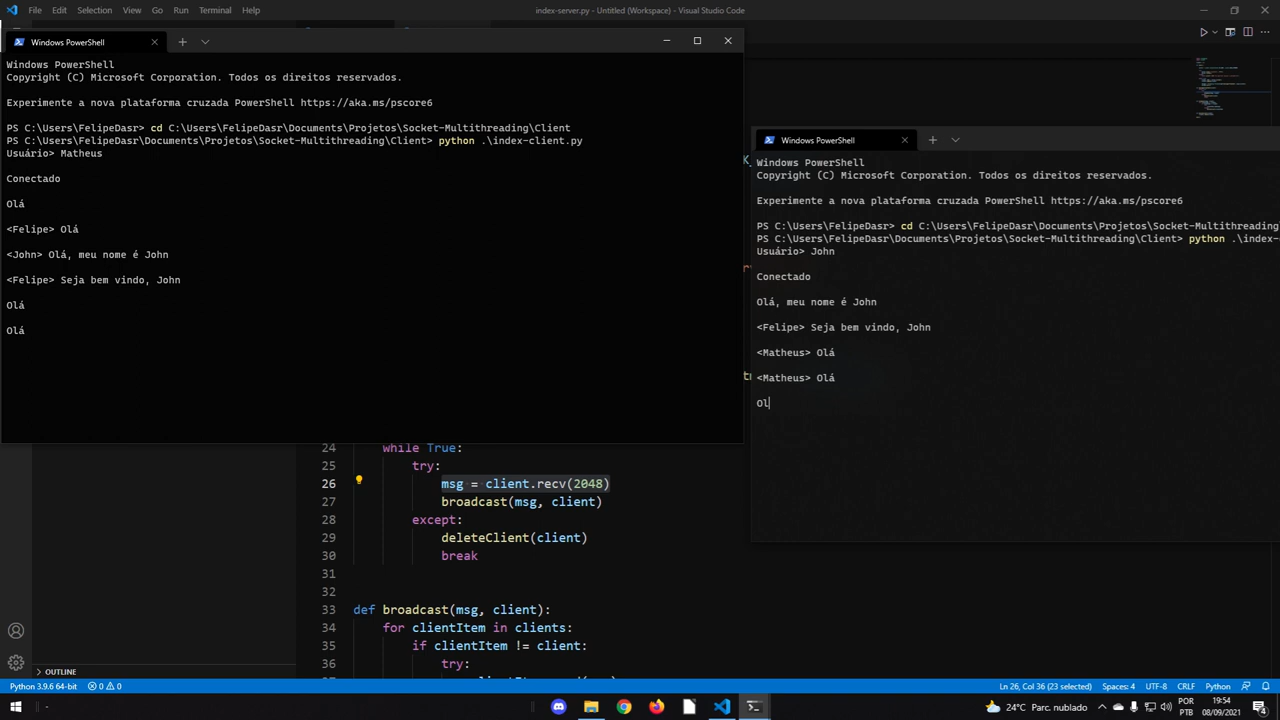 File Edit Selection View Go Run Terminal Help
index-server.py - Untitled (Workspace) - Visual Studio Code
Windows PowerShell
Windows PowerShell
Copyright (C) Microsoft Corporation. Todos os direitos reservados.
Experimente a nova plataforma cruzada PowerShell https://aka.ms/pscore6
PS C:\Users\FelipeDasr> cd C:\Users\FelipeDasr\Documents\Projetos\Socket-Multithreading\Client
PS C:\Users\FelipeDasr\Documents\Projetos\Socket-Multithreading\Client> python .\index-client.py
Usuário> Matheus
Conectado
Olá
<Felipe> Olá
<John> Olá, meu nome é John
<Felipe> Seja bem vindo, John
Olá
Olá
Windows PowerShell
Windows PowerShell
Copyright (C) Microsoft Corporation. Todos os direitos reservados.
Experimente a nova plataforma cruzada PowerShell https://aka.ms/pscore6
PS C:\Users\FelipeDasr> cd C:\Users\FelipeDasr\Documents\Projetos\Socket-Multithreading
PS C:\Users\FelipeDasr\Documents\Projetos\Socket-Multithreading\Client> python .\index-
Usuário> John
Conectado
Olá, meu nome é John
<Felipe> Seja bem vindo, John
<Matheus> Olá
<Matheus> Olá
Ol
24 while True:
25 try:
26 msg = client.recv(2048)
27 broadcast(msg, client)
28 except:
29 deleteClient(client)
30 break
31
32
33 def broadcast(msg, client):
34 for clientItem in clients:
35 if clientItem != client:
36 try:
OUTLINE
Python 3.9.6 64-bit 0 0
Ln 26, Col 36 (23 selected) Spaces: 4 UTF-8 CRLF Python
24°C Parc. nublado
POR
PTB
19:54
08/09/2021
4